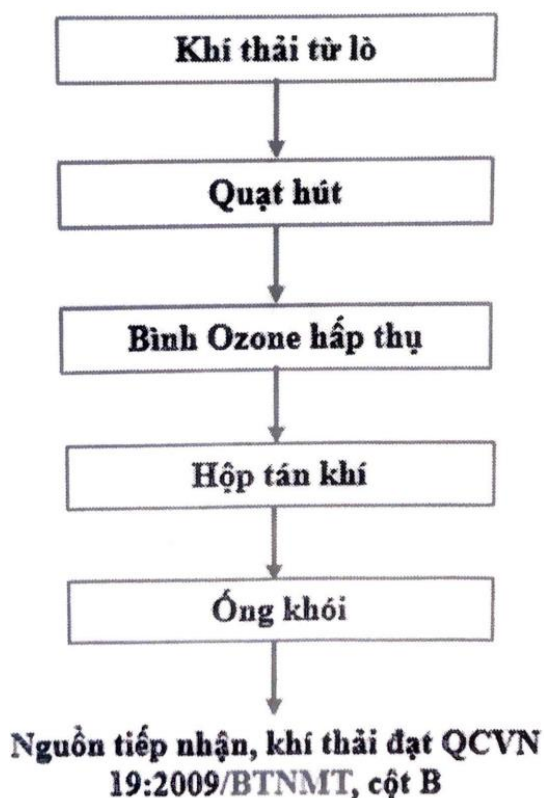 Khí thải từ lò
Quạt hút
Bình Ozone hấp thụ
Hộp tán khí
Ống khói
Nguồn tiếp nhận, khí thải đạt QCVN
19:2009/BTNMT, cột B